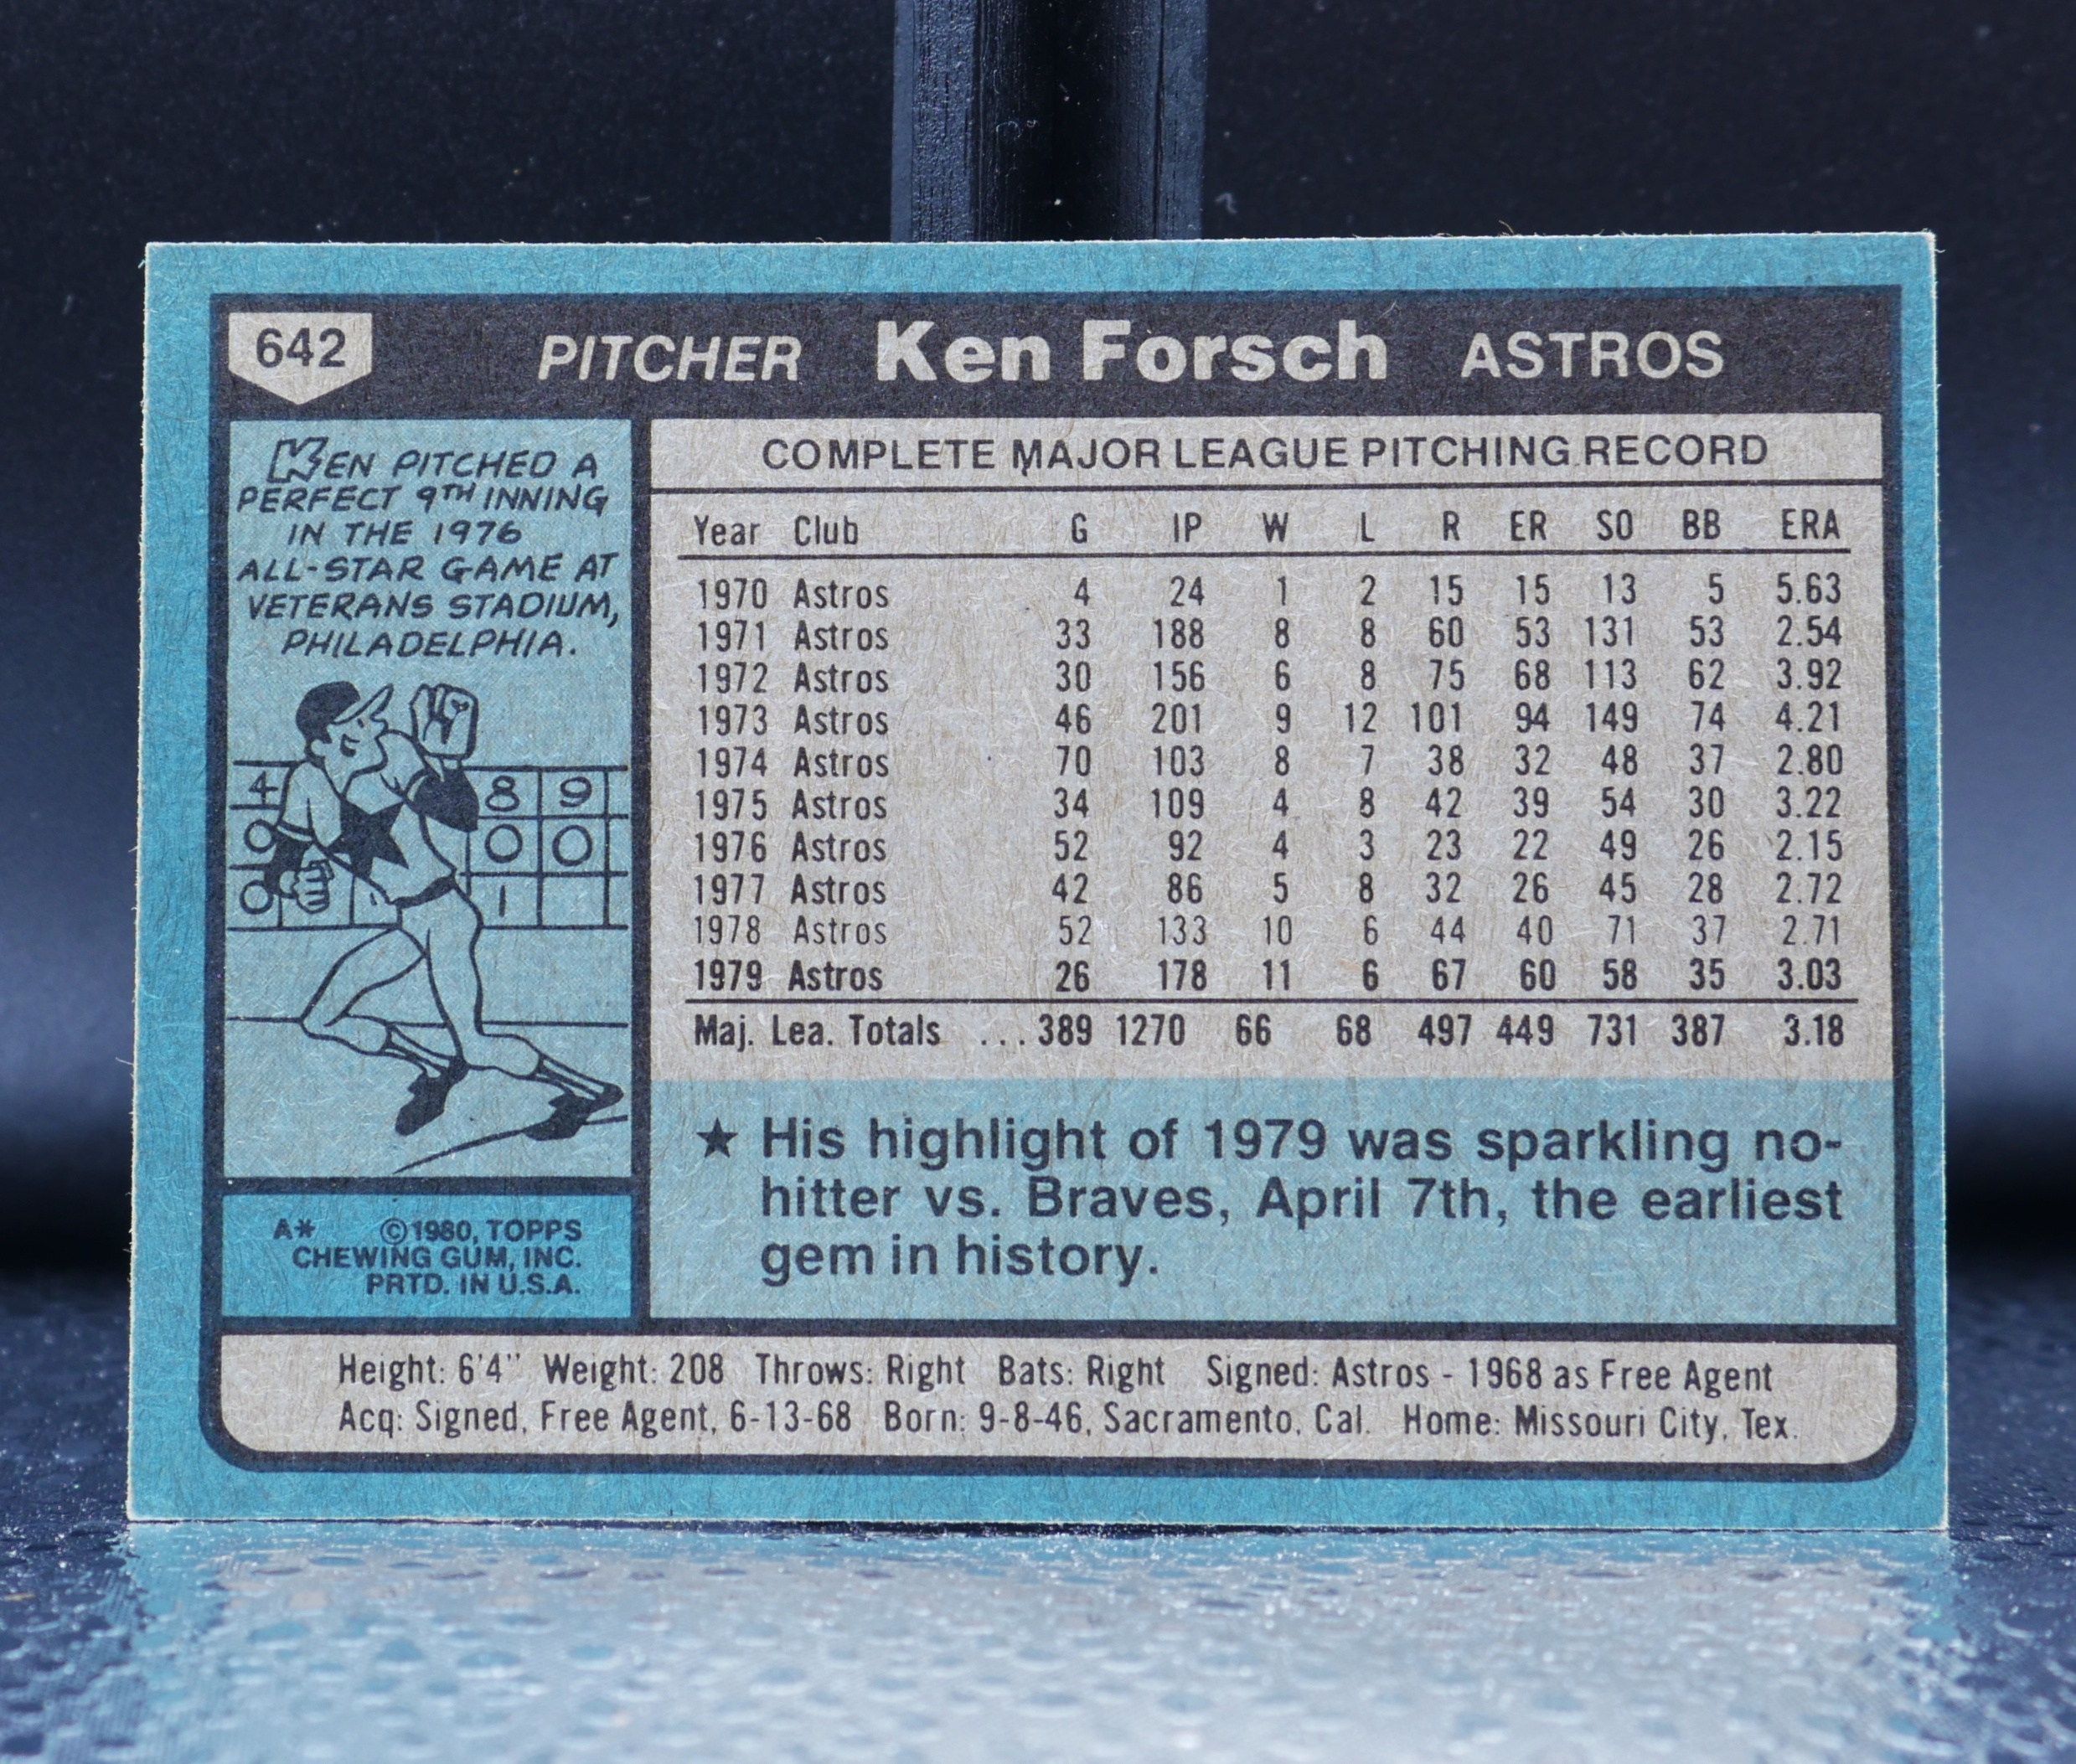 642 PITCHER Ken Forsch ASTROS
KEN PITCHED A
PERFECT 9TH INNING
IN THE 1976
ALL-STAR GAME AT
VETERANS STADIUM,
PHILADELPHIA.
4 8 9
0 0 0
0 1
A* ©1980, TOPPS
CHEWING GUM, INC.
PRTD. IN U.S.A.
COMPLETE MAJOR LEAGUE PITCHING RECORD
Year Club G IP W L R ER SO BB ERA
1970 Astros 4 24 1 2 15 15 13 5 5.63
1971 Astros 33 188 8 8 60 53 131 53 2.54
1972 Astros 30 156 6 8 75 68 113 62 3.92
1973 Astros 46 201 9 12 101 94 149 74 4.21
1974 Astros 70 103 8 7 38 32 48 37 2.80
1975 Astros 34 109 4 8 42 39 54 30 3.22
1976 Astros 52 92 4 3 23 22 49 26 2.15
1977 Astros 42 86 5 8 32 26 45 28 2.72
1978 Astros 52 133 10 6 44 40 71 37 2.71
1979 Astros 26 178 11 6 67 60 58 35 3.03
Maj. Lea. Totals ... 389 1270 66 68 497 449 731 387 3.18
★ His highlight of 1979 was sparkling no-
hitter vs. Braves, April 7th, the earliest
gem in history.
Height: 6'4" Weight: 208 Throws: Right Bats: Right Signed: Astros - 1968 as Free Agent
Acq: Signed, Free Agent, 6-13-68 Born: 9-8-46, Sacramento, Cal. Home: Missouri City, Tex.